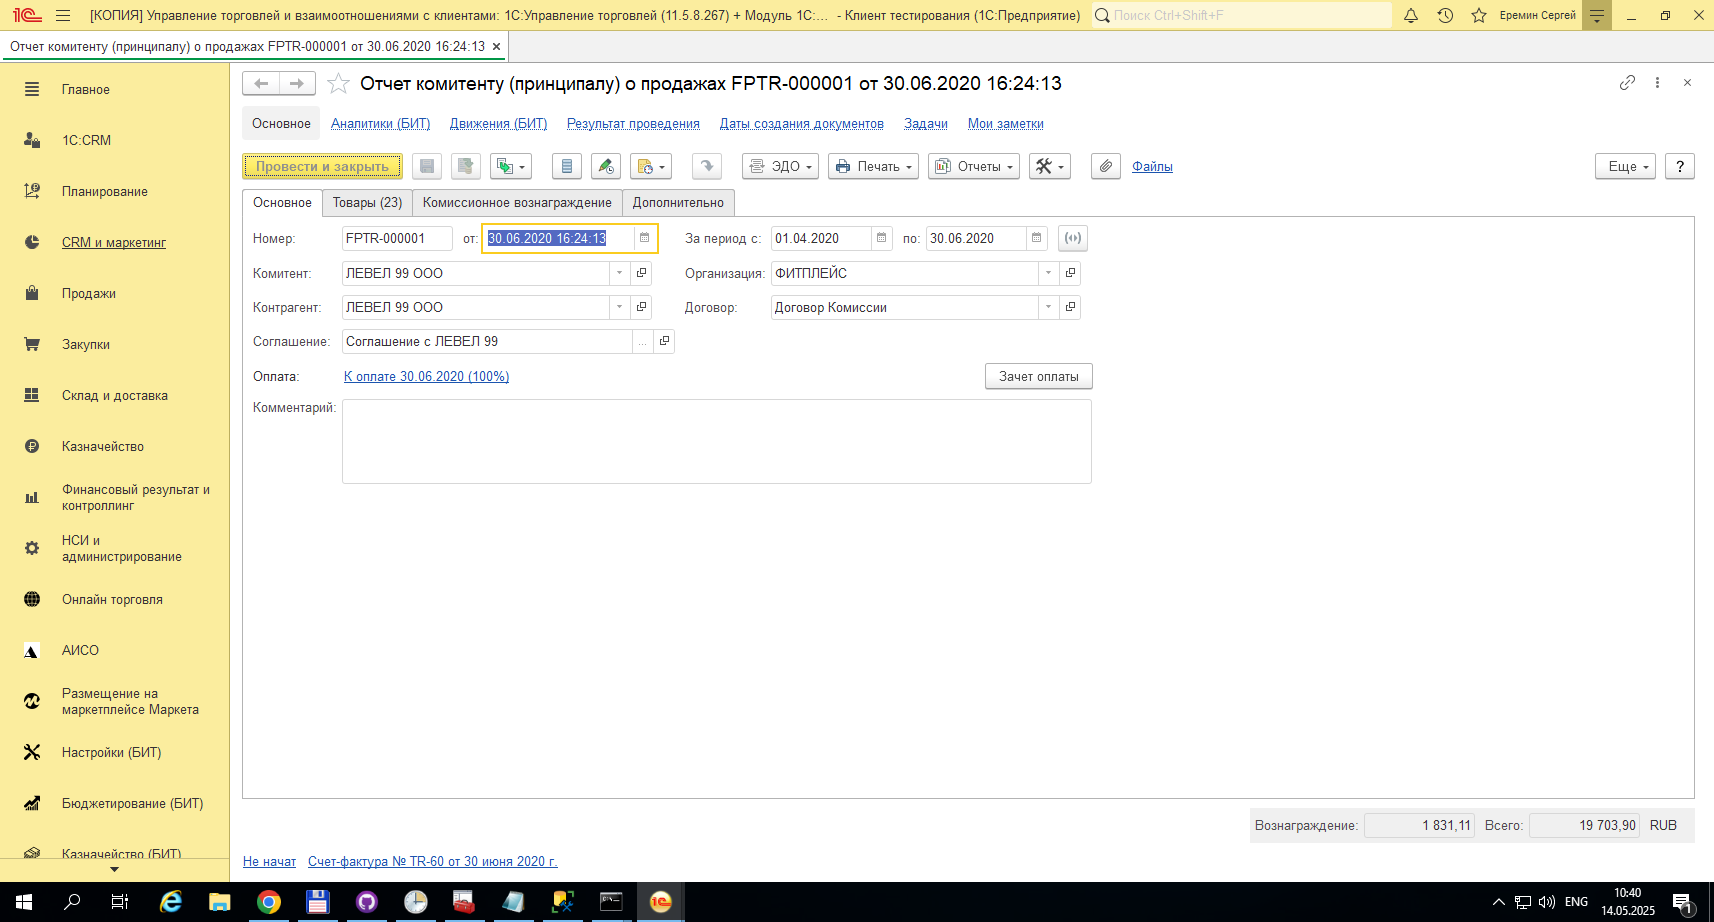 [КОПИЯ] Управление торговлей и взаимоотношениями с клиентами: 1С:Управление торговлей (11.5.8.267) + Модуль 1С:... - Клиент тестирования (1С:Предприятие)
Поиск Ctrl+Shift+F
Еремин Сергей
Отчет комитенту (принципалу) о продажах FPTR-000001 от 30.06.2020 16:24:13
Главное
1С:CRM
Планирование
CRM и маркетинг
Продажи
Закупки
Склад и доставка
Казначейство
Финансовый результат и
контроллинг
НСИ и
администрирование
Онлайн торговля
АИСО
Размещение на
маркетплейсе Маркета
Настройки (БИТ)
Бюджетирование (БИТ)
Казначейство (БИТ)
Отчет комитенту (принципалу) о продажах FPTR-000001 от 30.06.2020 16:24:13
Основное Аналитики (БИТ) Движения (БИТ) Результат проведения Даты создания документов Задачи Мои заметки
Провести и закрыть ЭДО Печать Отчеты Файлы Еще ?
Основное Товары (23) Комиссионное вознаграждение Дополнительно
Номер: FPTR-000001 от: 30.06.2020 16:24:13 За период с: 01.04.2020 по: 30.06.2020
Комитент: ЛЕВЕЛ 99 ООО Организация: ФИТПЛЕЙС
Контрагент: ЛЕВЕЛ 99 ООО Договор: Договор Комиссии
Соглашение: Соглашение с ЛЕВЕЛ 99 ...
Оплата: К оплате 30.06.2020 (100%) Зачет оплаты
Комментарий:
Вознаграждение: 1 831,11 Всего: 19 703,90 RUB
Не начат Счет-фактура № TR-60 от 30 июня 2020 г.
ENG
10:40
14.05.2025
1